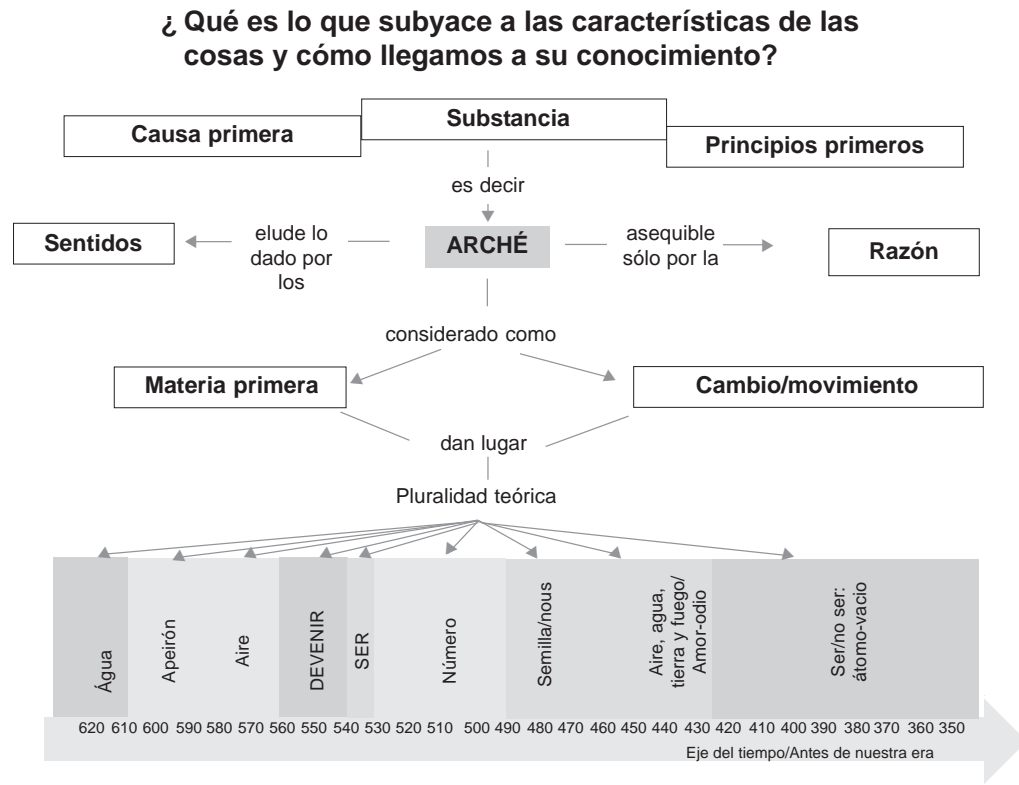 ¿ Qué es lo que subyace a las características de las
cosas y cómo llegamos a su conocimiento?
Causa primera
Substancia
Principios primeros
es decir
Sentidos
elude lo
dado por
los
ARCHÉ
asequible
sólo por la
Razón
considerado como
Materia primera
Cambio/movimiento
dan lugar
Pluralidad teórica
Água
Apeirón
Aire
DEVENIR
SER
Número
Semilla/nous
Aire, agua,
tierra y fuego/
Amor-odio
Ser/no ser:
átomo-vacio
620 610 600 590 580 570 560 550 540 530 520 510 500 490 480 470 460 450 440 430 420 410 400 390 380 370 360 350
Eje del tiempo/Antes de nuestra era